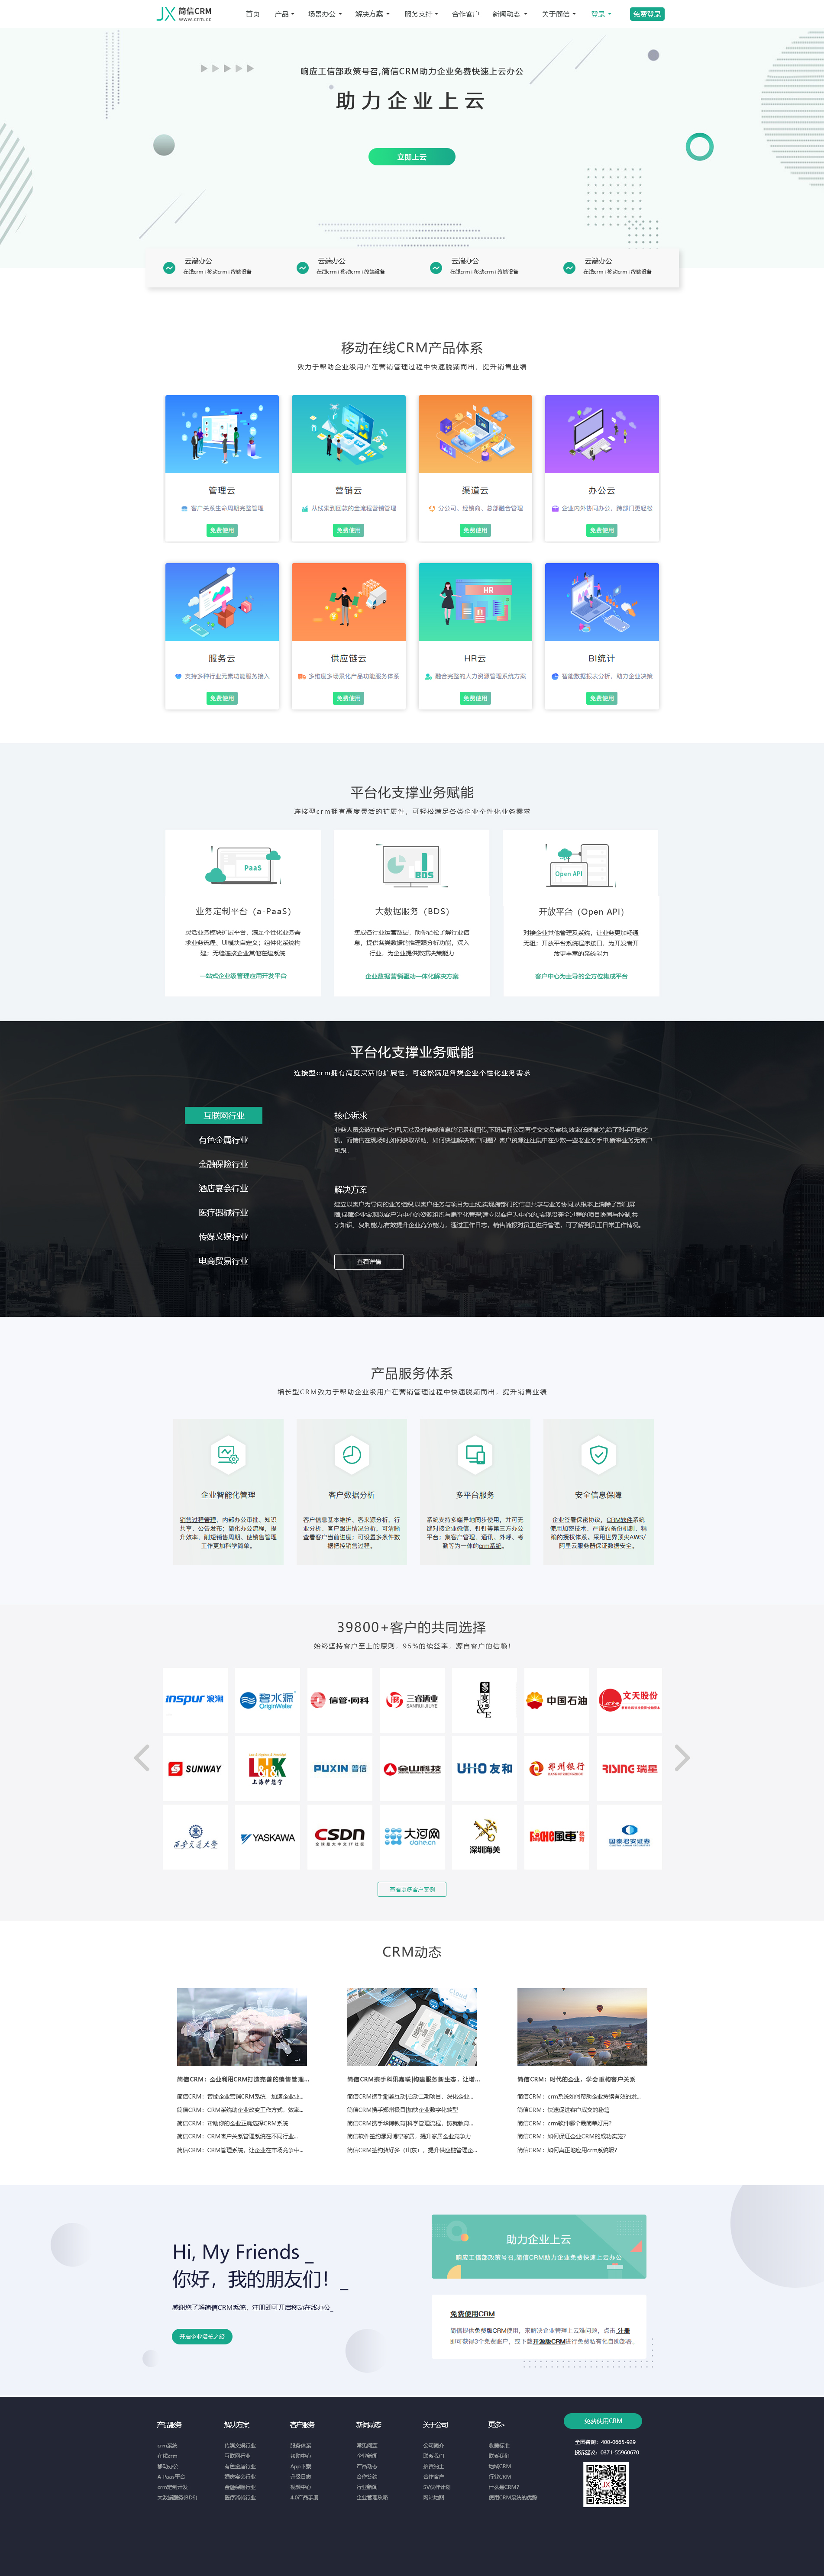 JX 简信CRM
www.crm.cc
首页 产品 场景办公 解决方案 服务支持 合作客户 新闻动态 关于简信 登录 免费登录
响应工信部政策号召,简信CRM助力企业免费快速上云办公
助力企业上云
立即上云
云端办公 云端办公 云端办公 云端办公
在线crm+移动crm+终端设备 在线crm+移动crm+终端设备 在线crm+移动crm+终端设备 在线crm+移动crm+终端设备
移动在线CRM产品体系
致力于帮助企业级用户在营销管理过程中快速脱颖而出，提升销售业绩
管理云 营销云 渠道云 办公云
客户关系生命周期完整管理 从线索到回款的全流程营销管理 分公司、经销商、总部融合管理 企业内外协同办公，跨部门更轻松
免费使用 免费使用 免费使用 免费使用
HR
服务云 供应链云 HR云 BI统计
支持多种行业元素功能服务接入 多维度多场景化产品功能服务体系 融合完整的人力资源管理系统方案 智能数据报表分析，助力企业决策
免费使用 免费使用 免费使用 免费使用
平台化支撑业务赋能
连接型crm拥有高度灵活的扩展性，可轻松满足各类企业个性化业务需求
PaaS BDS Open API
业务定制平台（a-PaaS） 大数据服务（BDS） 开放平台（Open API）
灵活业务模块扩展平台，满足个性化业务需 集成各行业运营数据，助你轻松了解行业信 对接企业其他管理及系统，让业务更加畅通
求业务流程，UI模块自定义；组件化系统构 息，提供各类数据的推理跟分析功能，深入 无阻；开放平台系统程序接口，为开发者开
建；无缝连接企业其他在建系统 行业，为企业提供数据决策能力 放更丰富的系统能力
一站式企业级管理应用开发平台 企业数据营销驱动一体化解决方案 客户中心为主导的全方位集成平台
平台化支撑业务赋能
连接型crm拥有高度灵活的扩展性，可轻松满足各类企业个性化业务需求
互联网行业
有色金属行业
金融保险行业
酒店宴会行业
医疗器械行业
传媒文娱行业
电商贸易行业
核心诉求
业务人员奔波在客户之间,无法及时完成信息的记录和回传,下班后回公司再提交交易审核,效率低质量差,给了对手可趁之
机。而销售在现场时,如何获取帮助、如何快速解决客户问题？客户资源往往集中在少数一些老业务手中,新来业务无客户
可跟。
解决方案
建立以客户为导向的业务组织,以客户任务与项目为主线,实现跨部门的信息共享与业务协同,从根本上消除了部门屏
障,保障企业实现以客户为中心的资源组织与扁平化管理;建立以客户为中心的,实现贯穿全过程的项目协同与控制,共
享知识、复制能力,有效提升企业竞争能力，通过工作日志，销售简报对员工进行管理，可了解到员工日常工作情况。
查看详情
产品服务体系
增长型CRM致力于帮助企业级用户在营销管理过程中快速脱颖而出，提升销售业绩
企业智能化管理 客户数据分析 多平台服务 安全信息保障
销售过程管理，内部办公审批、知识 客户信息基本维护、客来源分析、行 系统支持多端异地同步使用，并可无 企业签署保密协议，CRM软件系统
共享、公告发布；简化办公流程，提 业分析、客户跟进情况分析，可清晰 缝对接企业微信、钉钉等第三方办公 使用加密技术、严谨的备份机制、精
升效率，削短销售周期，使销售管理 查看客户当前进度；可设置多条件数 平台；集客户管理、通讯、外呼、考 确的授权体系，采用世界顶尖AWS/
工作更加科学简单。 据把控销售过程。 勤等为一体的crm系统。 阿里云服务器保证数据安全。
39800+客户的共同选择
始终坚持客户至上的原则，95%的续签率，源自客户的信赖！
inspur 浪潮 碧水源 OriginWater 信管·网科 三睿酒业 SANRUI JIUYE 中国石油 文天股份
SUNWAY L&K 上海护您宁 PUXIN 普信 金山科技 UHO 友和 郑州银行 RISING 瑞星
西安交通大学 YASKAWA CSDN 大河网 dahe.cn 深圳海关 国泰君安证券
查看更多客户案例
CRM动态
简信CRM：企业利用CRM打造完善的销售管理... 简信CRM携手科讯嘉联|构建服务新生态，让增... 简信CRM：时代的企业，学会重构客户关系
简信CRM：智能企业营销CRM系统，加速企业业... 简信CRM携手潮越互动|启动二期项目，深化企业... 简信CRM：crm系统如何帮助企业持续有效的发...
简信CRM：CRM系统助企业改变工作方式、效率... 简信CRM携手郑州极目|加快企业数字化转型 简信CRM：快速促进客户成交的秘籍
简信CRM：帮助你的企业正确选择CRM系统 简信CRM携手华博教育|科学管理流程，铸就教育... 简信CRM：crm软件哪个最简单好用？
简信CRM：CRM客户关系管理系统在不同行业... 简信软件签约漯河博皇家居，提升家居企业竞争力 简信CRM：如何保证企业CRM的成功实施？
简信CRM：CRM管理系统，让企业在市场竞争中... 简信CRM签约货好多（山东），提升供应链管理企... 简信CRM：如何真正地应用crm系统呢？
Hi, My Friends _
你好，我的朋友们！ _
感谢您了解简信CRM系统，注册即可开启移动在线办公_
开启企业增长之旅
助力企业上云
响应工信部政策号召,简信CRM助力企业免费快速上云办公
免费使用CRM
简信提供免费版CRM使用，来解决企业管理上云难问题，点击 注册
即可获得3个免费账户，或下载开源版CRM进行免费私有化自助部署。
产品服务 解决方案 客户服务 新闻动态 关于公司 更多> 免费使用CRM
crm系统 传媒文娱行业 服务体系 常见问题 公司简介 收费标准
在线crm 互联网行业 帮助中心 企业新闻 联系我们 联系我们
移动办公 有色金属行业 App下载 产品动态 招贤纳士 地域CRM
A-Paas平台 婚庆宴会行业 升级日志 合作签约 合作客户 行业CRM
crm定制开发 金融保险行业 视频中心 行业新闻 SV伙伴计划 什么是CRM？
大数据服务(BDS) 医疗器械行业 4.0产品手册 企业管理攻略 网站地图 使用CRM系统的优势
全国咨询：400-0665-929
投诉建议：0371-55960670
JX